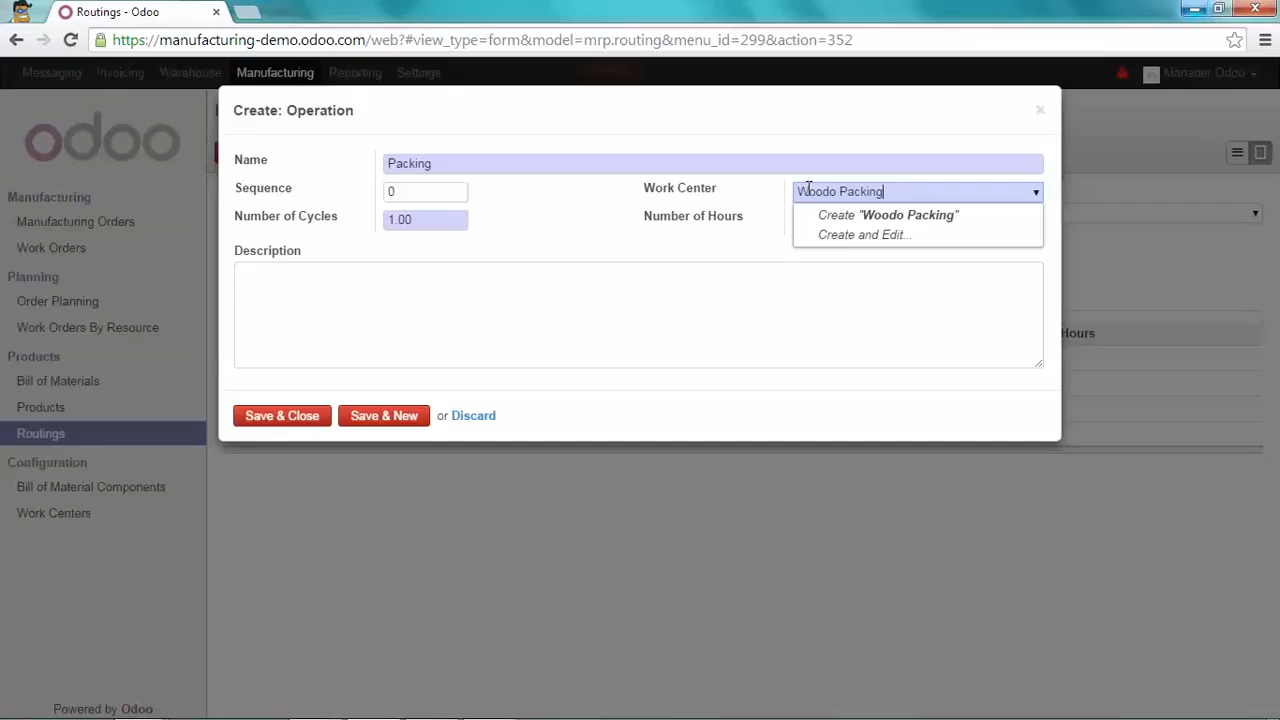 Routings - Odoo
https://manufacturing-demo.odoo.com/web?#view_type=form&model=mrp.routing&menu_id=299&action=352
Messaging Invoicing Warehouse Manufacturing Reporting Settings
Manager Odoo
odoo
Create: Operation
×
Name Packing
Sequence 0 Work Center Woodo Packing
Number of Cycles 1.00 Number of Hours
Create "Woodo Packing"
Create and Edit...
Description
Hours
Save & Close Save & New or Discard
Manufacturing
Manufacturing Orders
Work Orders
Planning
Order Planning
Work Orders By Resource
Products
Bill of Materials
Products
Routings
Configuration
Bill of Material Components
Work Centers
Powered by Odoo